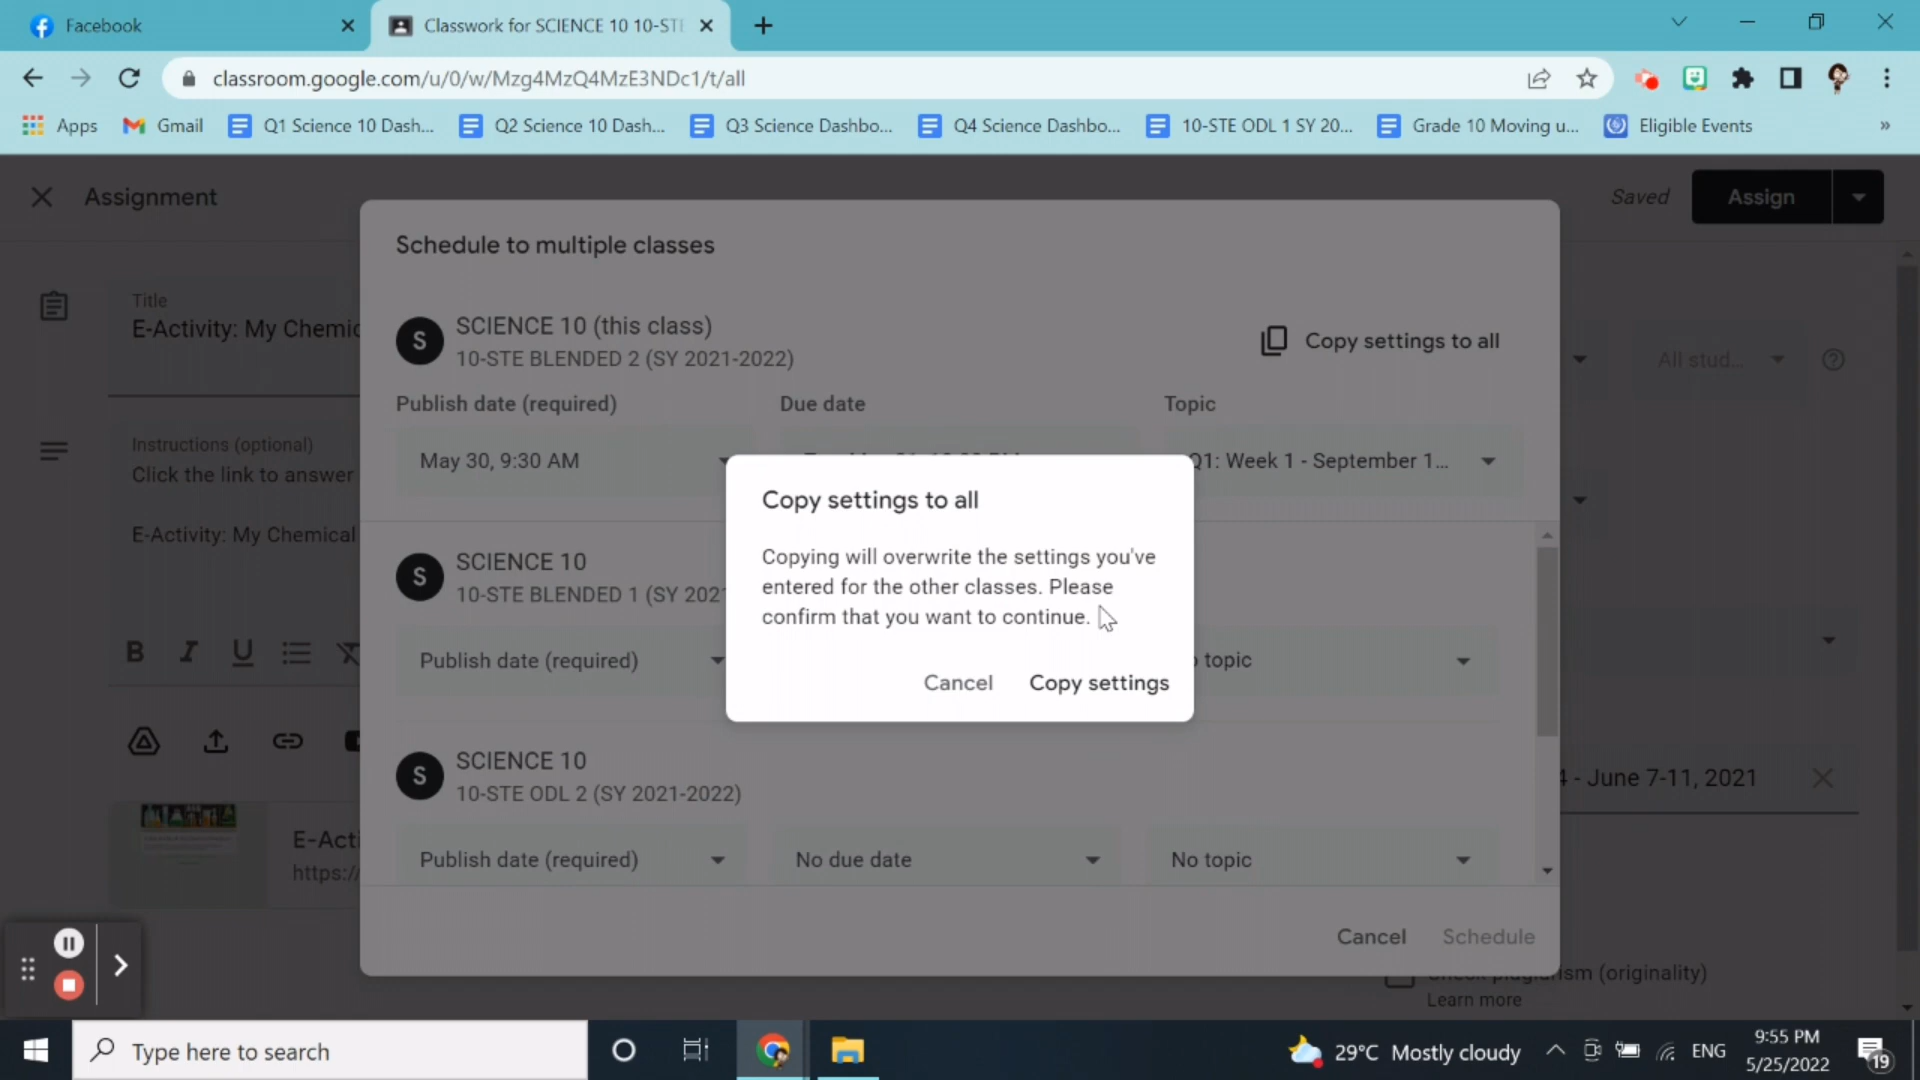 Facebook
Classwork for SCIENCE 10 10-STE
classroom.google.com/u/0/w/Mzg4MzQ4MzE3NDc1/t/all
Apps
Gmail
Q1 Science 10 Dash...
Q2 Science 10 Dash...
Q3 Science Dashbo...
Q4 Science Dashbo...
10-STE ODL 1 SY 20...
Grade 10 Moving u...
Eligible Events
»
Assignment
Saved
Assign
Schedule to multiple classes
Title
E-Activity: My Chemic
S
SCIENCE 10 (this class)
10-STE BLENDED 2 (SY 2021-2022)
Copy settings to all
All stud...
Publish date (required)
Due date
Topic
Instructions (optional)
Click the link to answer
May 30, 9:30 AM
Q1: Week 1 - September 1...
E-Activity: My Chemical
Copy settings to all
Copying will overwrite the settings you've
entered for the other classes. Please
confirm that you want to continue.
Cancel
Copy settings
S
SCIENCE 10
10-STE BLENDED 1 (SY 202
B I U
Publish date (required)
topic
S
SCIENCE 10
10-STE ODL 2 (SY 2021-2022)
4 - June 7-11, 2021
E-Acti
https:/
Publish date (required)
No due date
No topic
Cancel
Schedule
Check plagiarism (originality)
Learn more
Type here to search
29°C Mostly cloudy
ENG
9:55 PM
5/25/2022
19